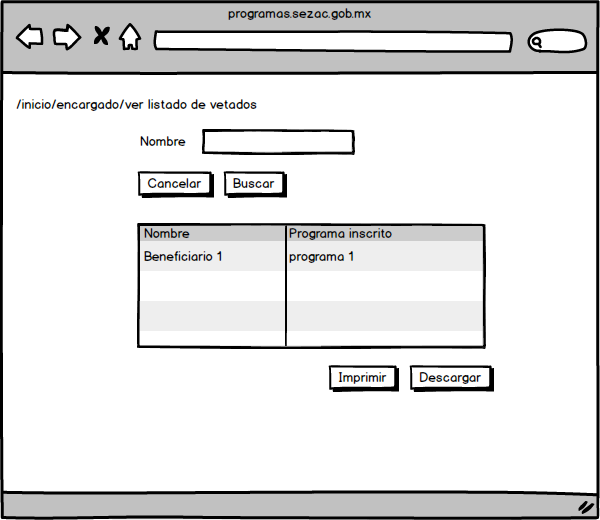 programas.sezac.gob.mx
/inicio/encargado/ver listado de vetados
Nombre
Cancelar Buscar
Nombre Programa inscrito
Beneficiario 1 programa 1
Imprimir Descargar